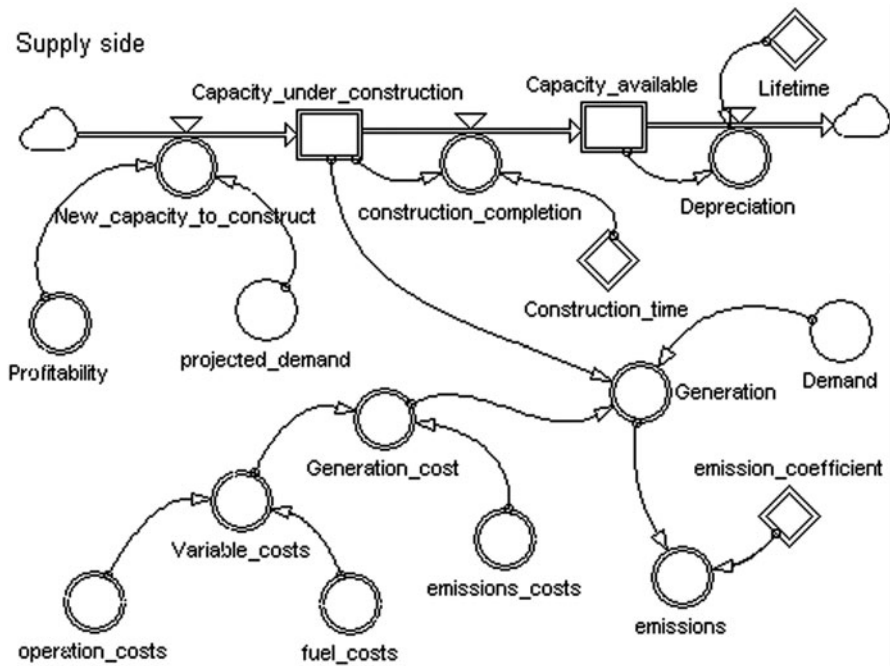 Supply side
Capacity_under_construction
Capacity_available
Lifetime
New_capacity_to_construct
construction_completion
Depreciation
Construction_time
Profitability
projected_demand
Generation
Demand
Generation_cost
emission_coefficient
Variable_costs
emissions_costs
operation_costs
fuel_costs
emissions